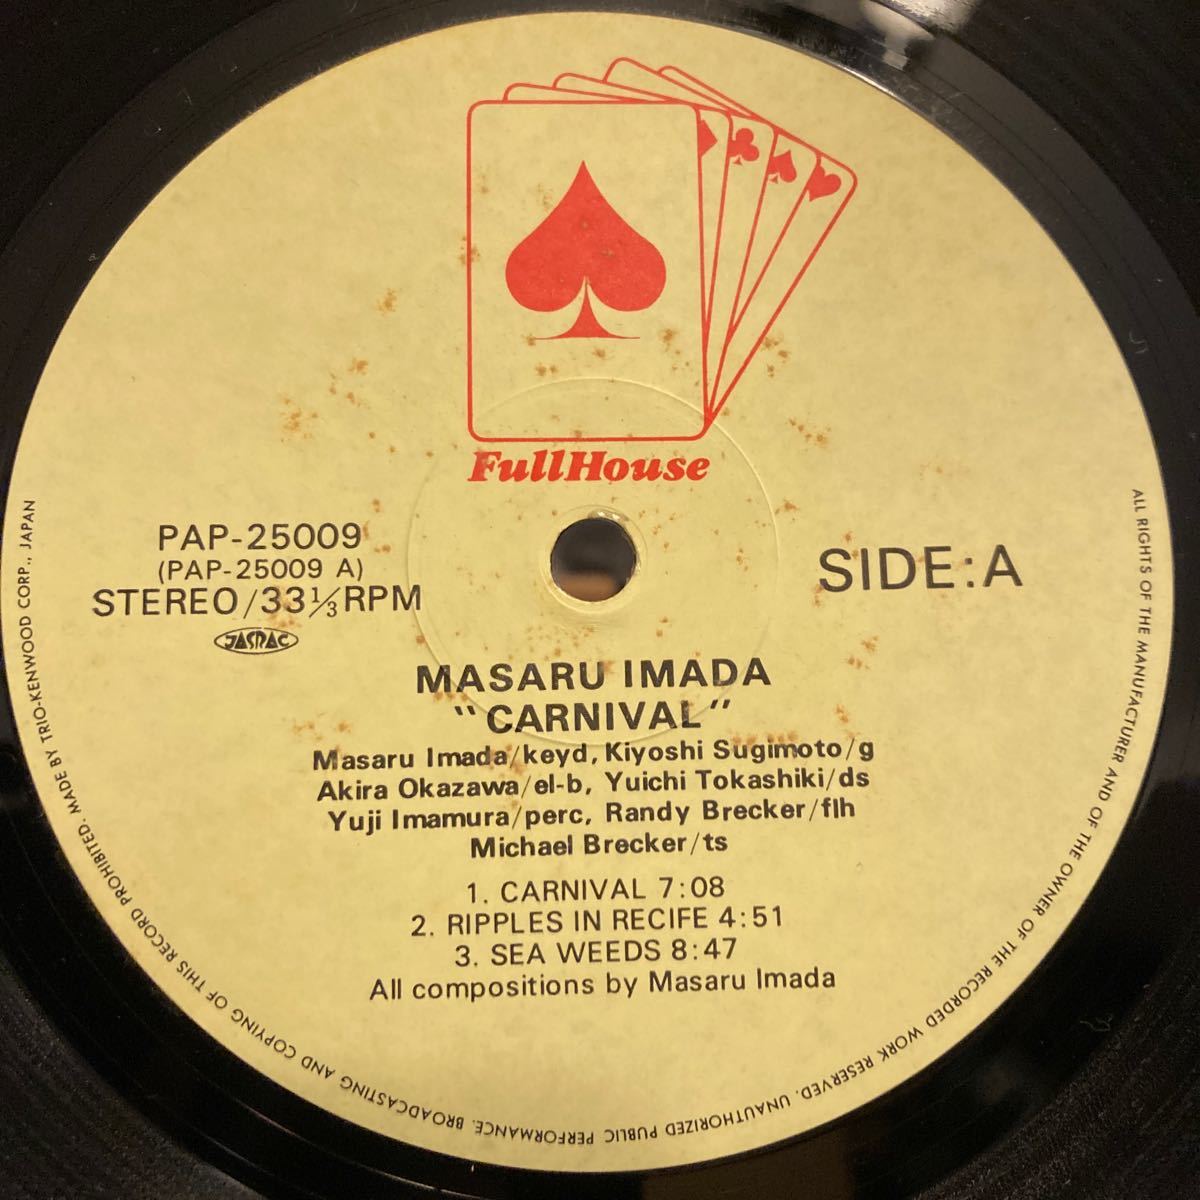 FullHouse
PAP-25009
(PAP-25009 A)
STEREO/33⅓RPM
JASRAC
SIDE:A
MASARU IMADA
"CARNIVAL"
Masaru Imada/keyd, Kiyoshi Sugimoto/g
Akira Okazawa/el-b, Yuichi Tokashiki/ds
Yuji Imamura/perc, Randy Brecker/flh
Michael Brecker/ts
1. CARNIVAL 7:08
2. RIPPLES IN RECIFE 4:51
3. SEA WEEDS 8:47
All compositions by Masaru Imada
ALL RIGHTS OF THE MANUFACTURER AND OF THE OWNER OF THE RECORDED WORK RESERVED. UNAUTHORIZED PUBLIC PERFORMANCE. BROADCASTING AND COPYING OF THIS RECORD PROHIBITED. MADE BY TRIO-KENWOOD CORP., JAPAN